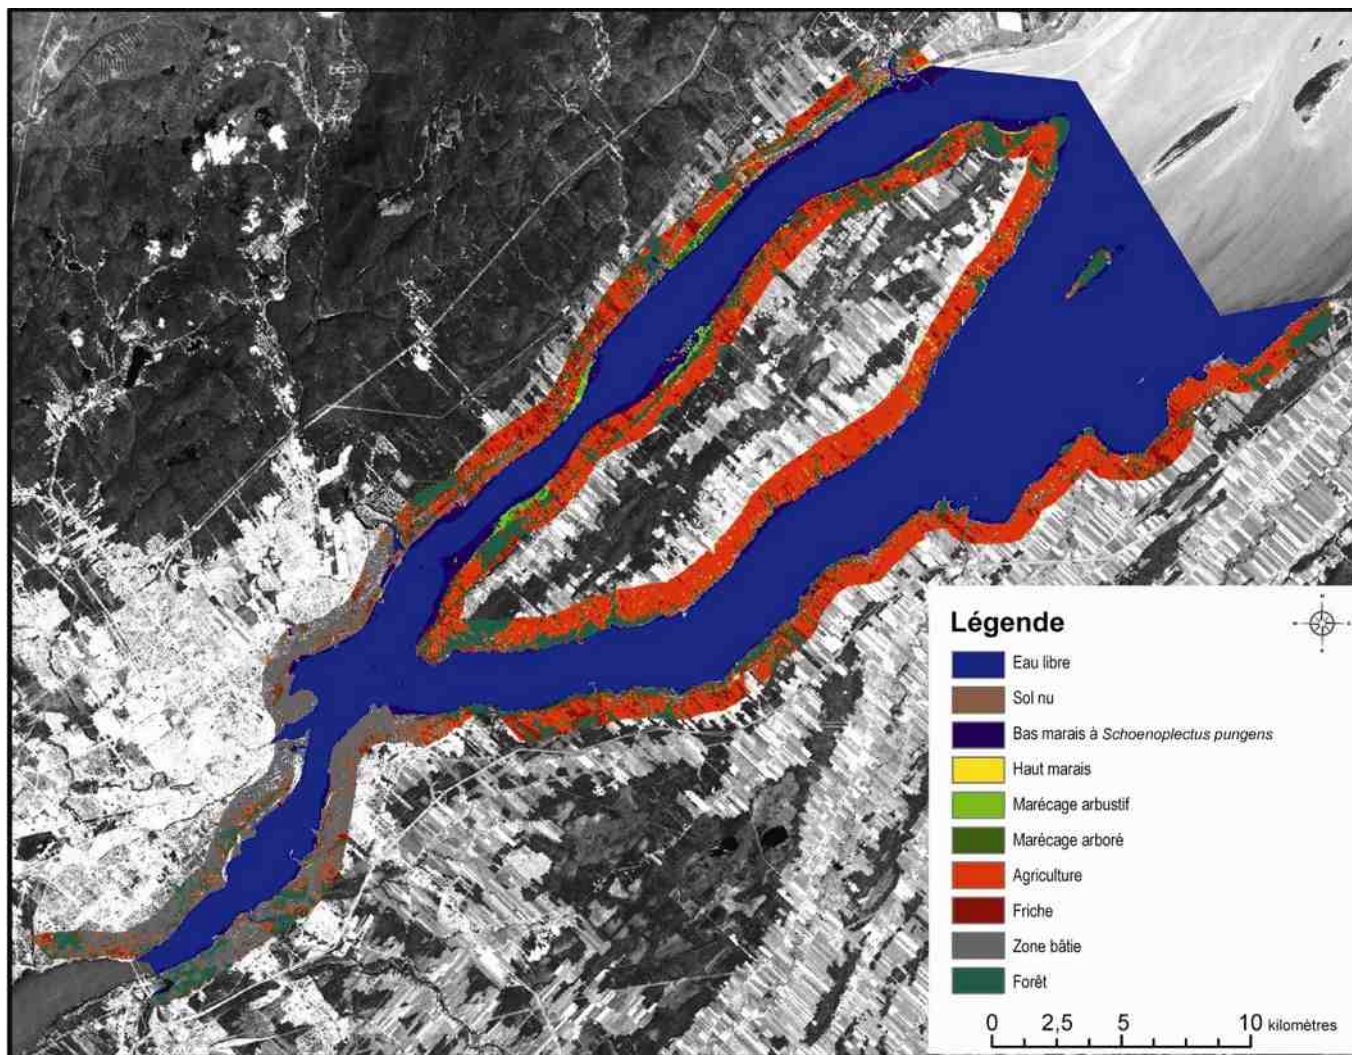 Légende
Eau libre
Sol nu
Bas marais à Schoenoplectus pungens
Haut marais
Marécage arbustif
Marécage arboré
Agriculture
Friche
Zone bâtie
Forêt
0 2,5 5 10 kilomètres